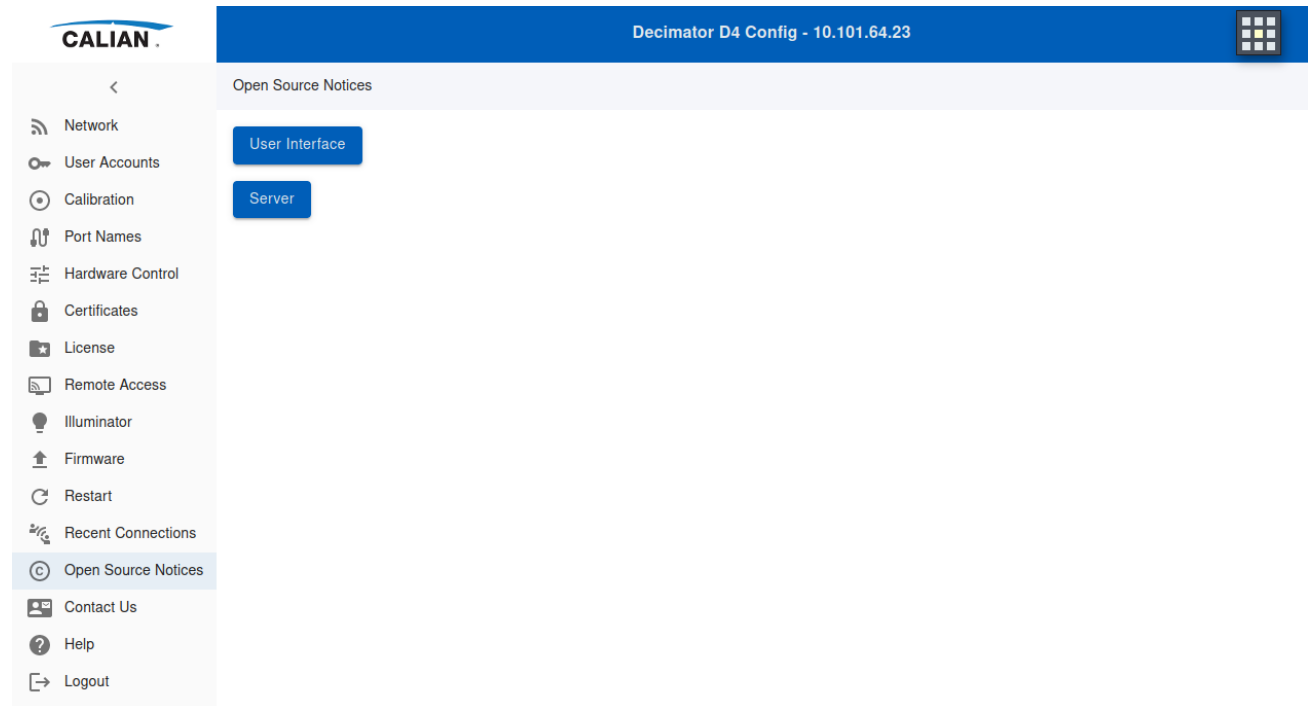 CALIAN.
Decimator D4 Config - 10.101.64.23
Open Source Notices
Network
User Accounts
Calibration
Port Names
Hardware Control
Certificates
License
Remote Access
Illuminator
Firmware
Restart
Recent Connections
Open Source Notices
Contact Us
Help
Logout
User Interface
Server